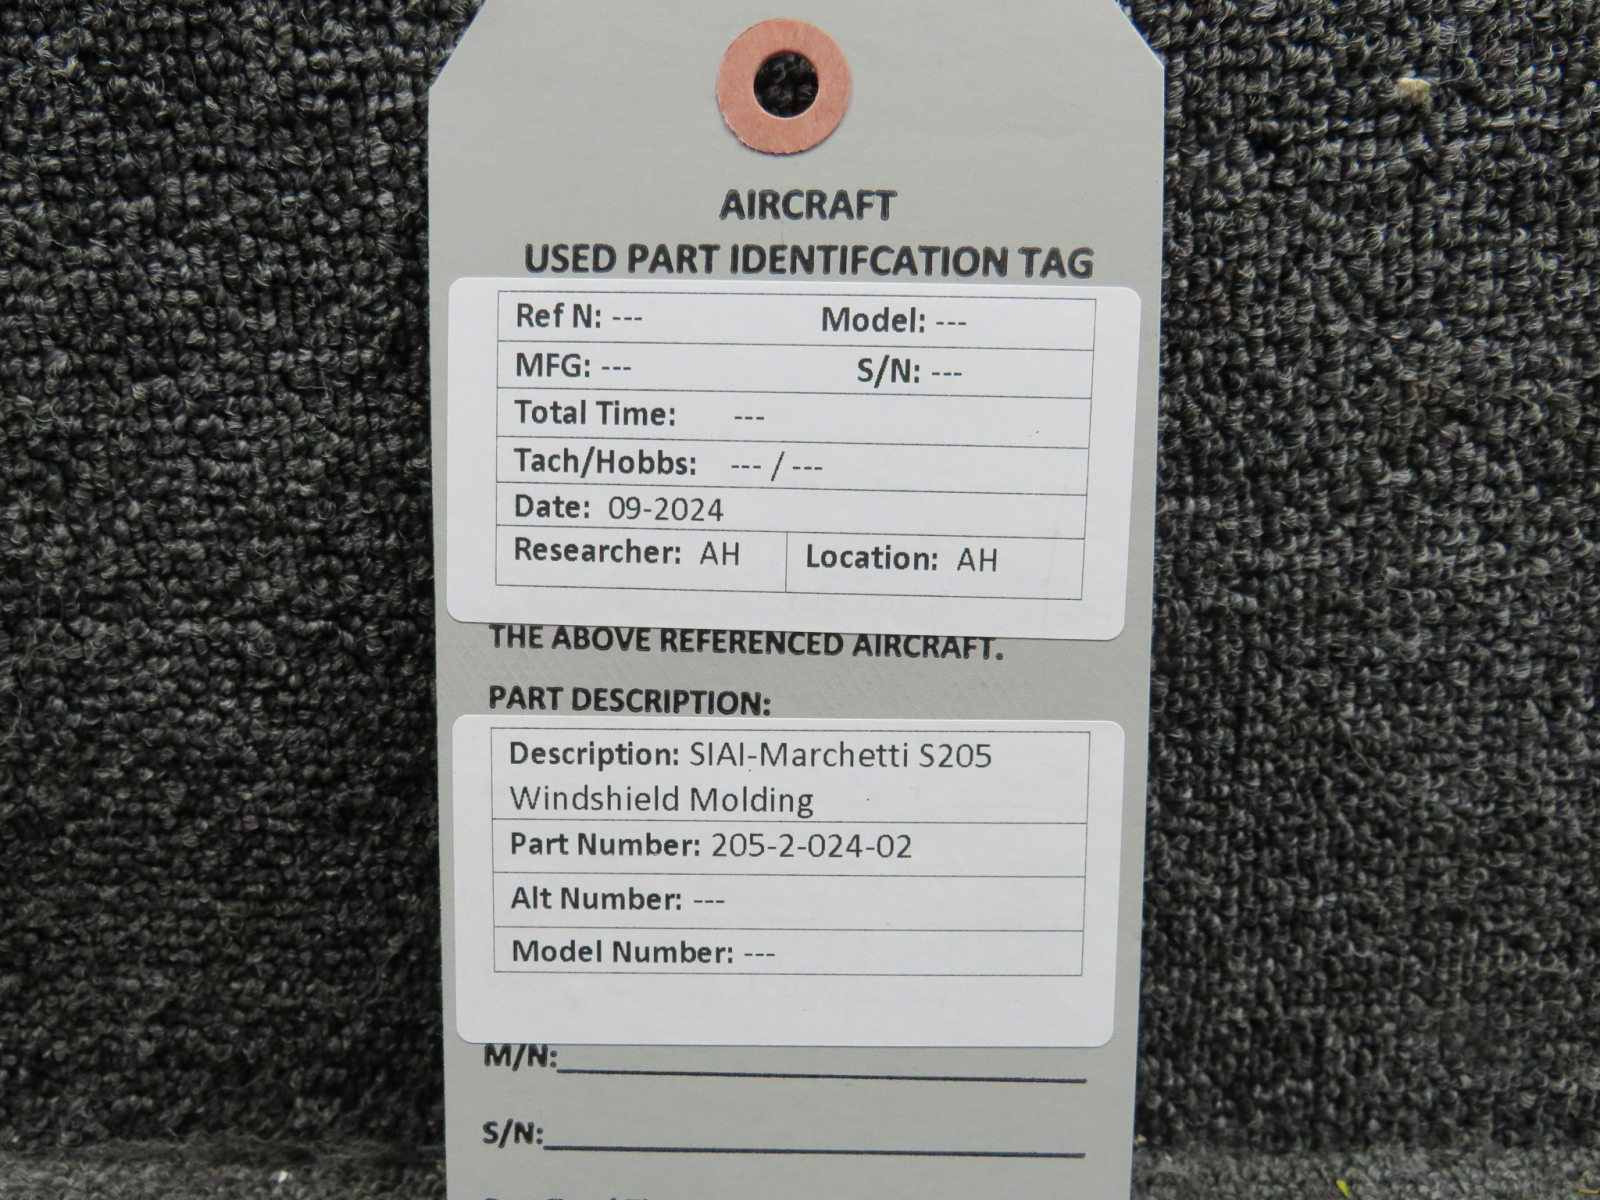 AIRCRAFT
USED PART IDENTIFCATION TAG
Ref N: --- Model: ---
MFG: --- S/N: ---
Total Time: ---
Tach/Hobbs: --- / ---
Date: 09-2024
Researcher: AH Location: AH
THE ABOVE REFERENCED AIRCRAFT.
PART DESCRIPTION:
Description: SIAI-Marchetti S205
Windshield Molding
Part Number: 205-2-024-02
Alt Number: ---
Model Number: ---
M/N:
S/N: